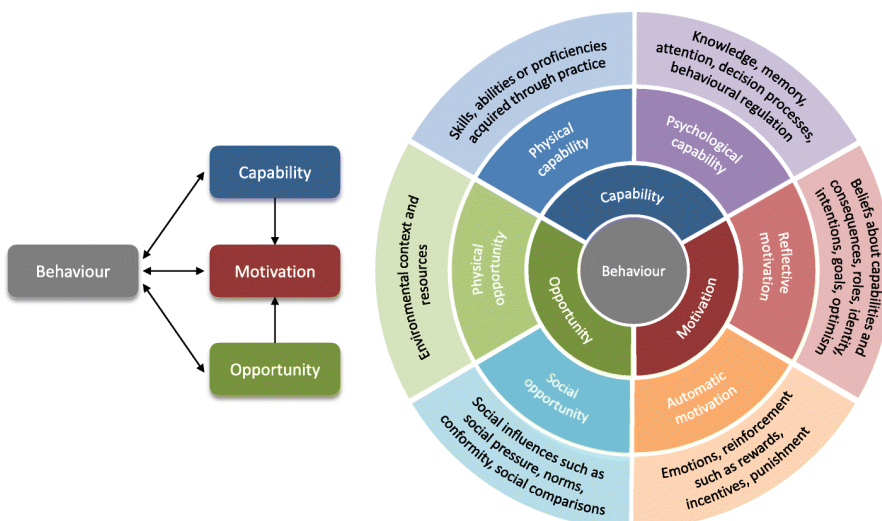 Capability
Behaviour
Motivation
Opportunity
Skills, abilities or proficiencies
acquired through practice
Knowledge, memory,
attention, decision processes,
behavioural regulation
Physical
capability
Psychological
capability
Capability
Environmental context and
resources
Physical
opportunity
Opportunity
Behaviour
Motivation
Reflective
motivation
Beliefs about capabilities and
consequences, roles, identity,
intentions, goals, optimism
Social
opportunity
Automatic
motivation
Social influences such as
social pressure, norms,
conformity, social comparisons
Emotions, reinforcement
such as rewards,
incentives, punishment